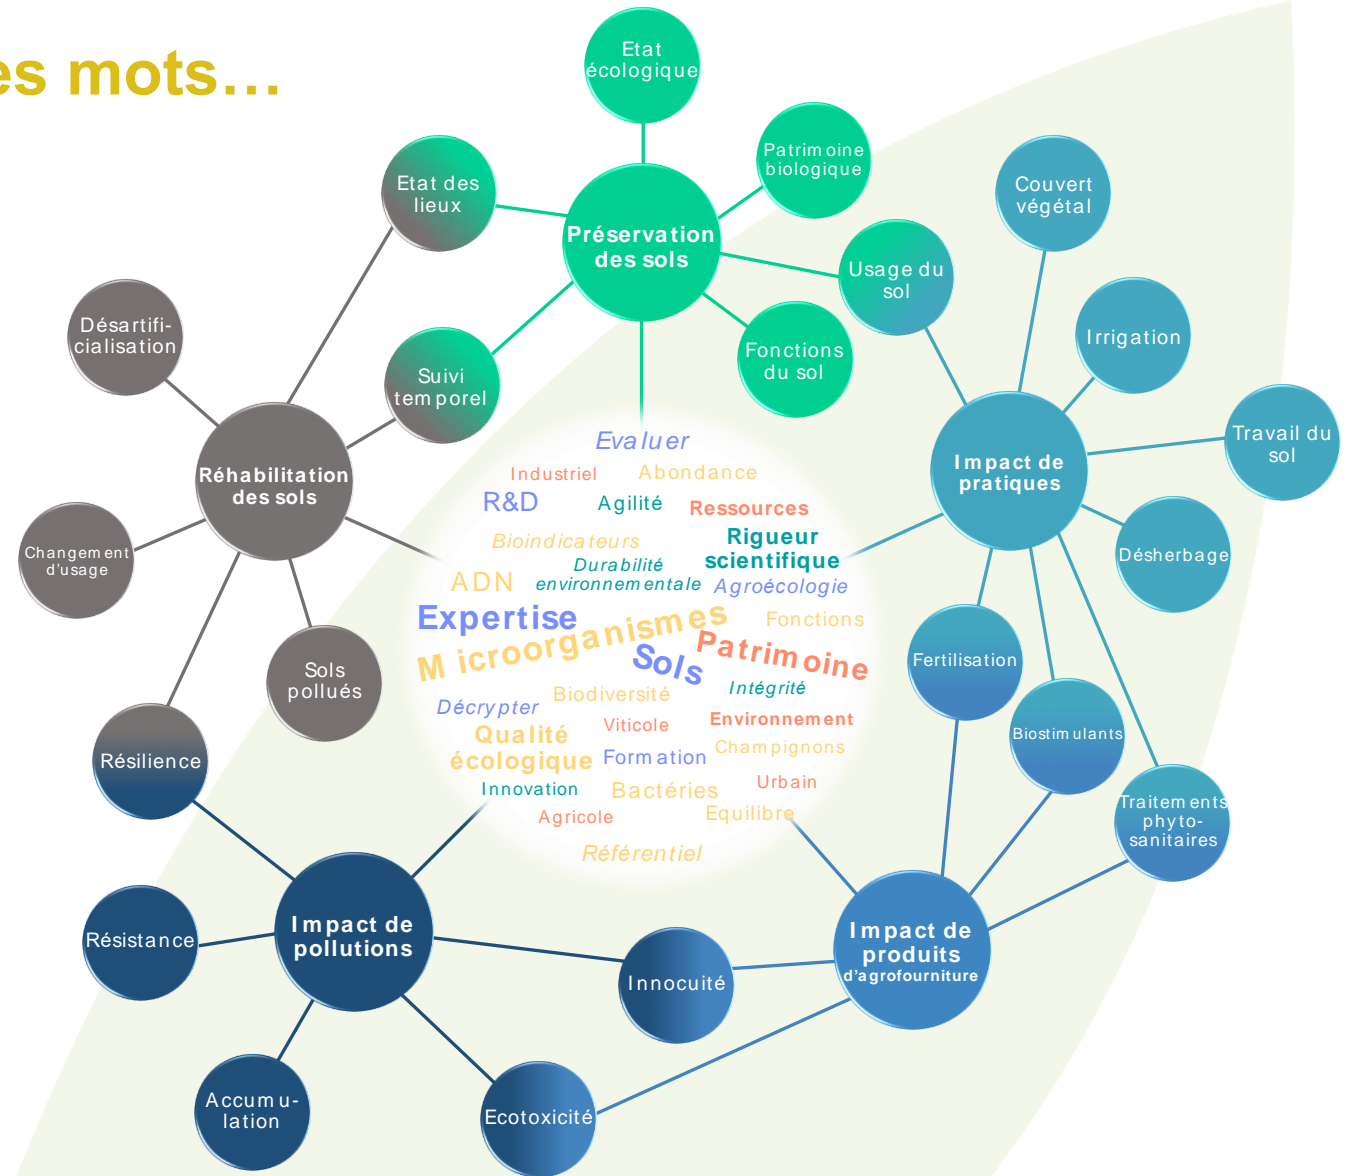 es mots…
Etat
écologique
Patrimoine
biologique
Etat des
lieux
Couvert
végétal
Préservation
des sols
Usage du
sol
Désartifi-
cialisation
Irrigation
Fonctions
du sol
Suivi
temporel
Travail du
sol
Réhabilitation
des sols
Impact de
pratiques
Changement
d'usage
Désherbage
Sols
pollués
Fertilisation
Résilience
Biostimulants
Traitements
phyto-
sanitaires
Evaluer
Industriel
Abondance
R&D
Agilité
Ressources
Bioindicateurs
Rigueur
scientifique
Durabilité
environnementale
ADN
Agroécologie
Expertise
Fonctions
Microorganismes
Sols
Patrimoine
Intégrité
Biodiversité
Décrypter
Viticole
Environnement
Qualité
écologique
Formation
Champignons
Innovation
Bactéries
Urbain
Agricole
Equilibre
Référentiel
Impact de
pollutions
Résistance
Impact de
produits
d'agrofourniture
Innocuité
Accumu-
lation
Ecotoxicité